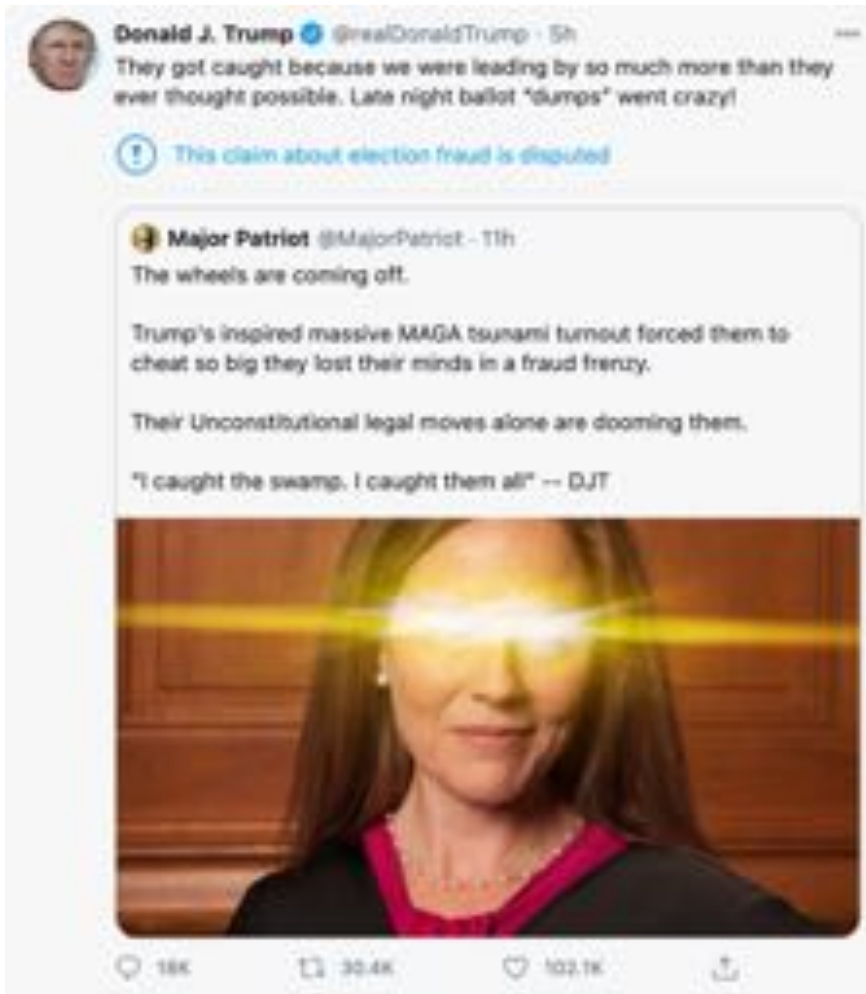 Donald J. Trump @realDonaldTrump · 5h
They got caught because we were leading by so much more than they
ever thought possible. Late night ballot "dumps" went crazy!
This claim about election fraud is disputed
Major Patriot @MajorPatriot · 11h
The wheels are coming off.
Trump's inspired massive MAGA tsunami turnout forced them to
cheat so big they lost their minds in a fraud frenzy.
Their Unconstitutional legal moves alone are dooming them.
"I caught the swamp. I caught them all" -- DJT
18K 30.4K 102.1K